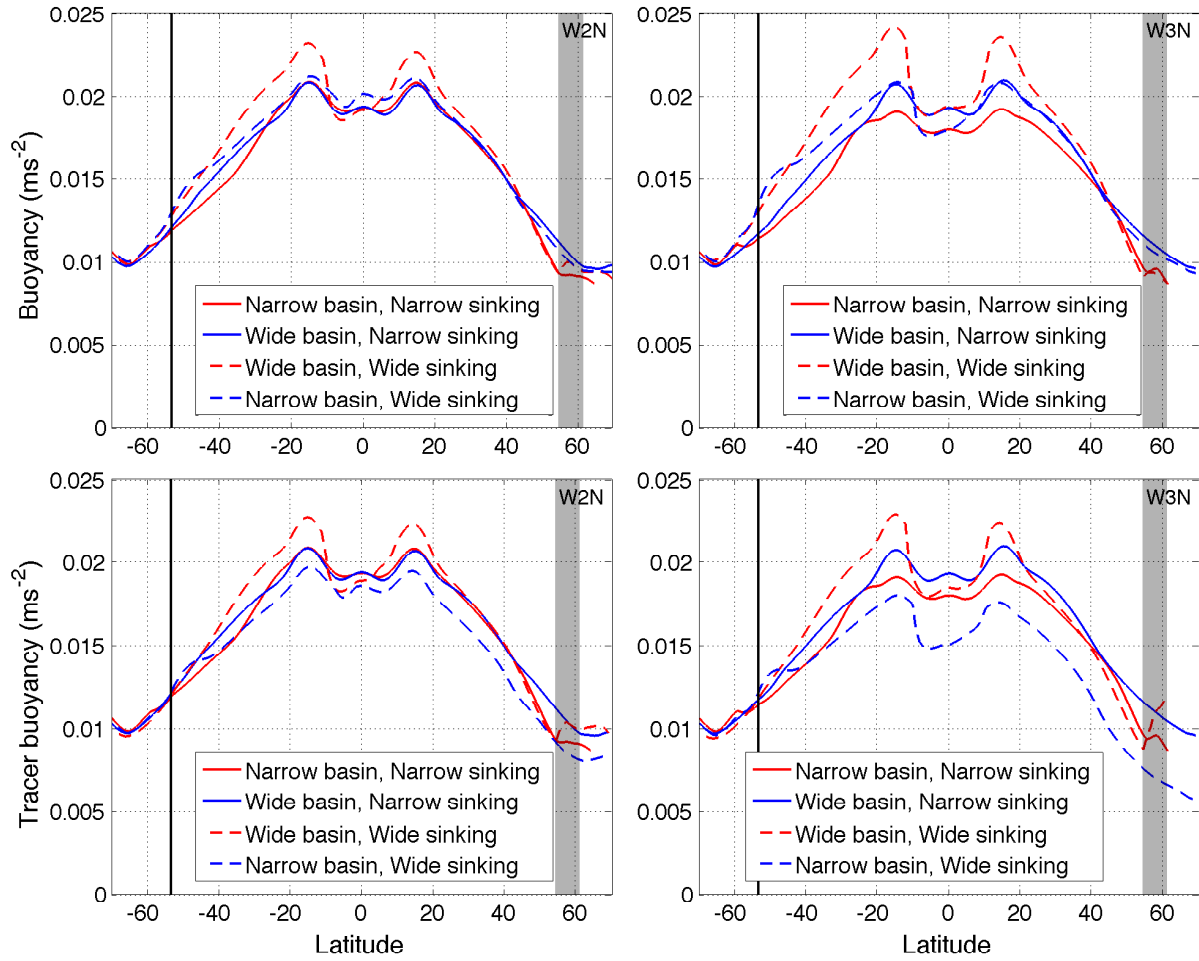 W2N
Buoyancy (ms⁻²)
0.025
0.02
0.015
0.01
0.005
0
-60 -40 -20 0 20 40 60
Narrow basin, Narrow sinking
Wide basin, Narrow sinking
Wide basin, Wide sinking
Narrow basin, Wide sinking
W3N
0.025
0.02
0.015
0.01
0.005
0
-60 -40 -20 0 20 40 60
Narrow basin, Narrow sinking
Wide basin, Narrow sinking
Wide basin, Wide sinking
Narrow basin, Wide sinking
W2N
Tracer buoyancy (ms⁻²)
0.025
0.02
0.015
0.01
0.005
0
-60 -40 -20 0 20 40 60
Latitude
Narrow basin, Narrow sinking
Wide basin, Narrow sinking
Wide basin, Wide sinking
Narrow basin, Wide sinking
W3N
0.025
0.02
0.015
0.01
0.005
0
-60 -40 -20 0 20 40 60
Latitude
Narrow basin, Narrow sinking
Wide basin, Narrow sinking
Wide basin, Wide sinking
Narrow basin, Wide sinking